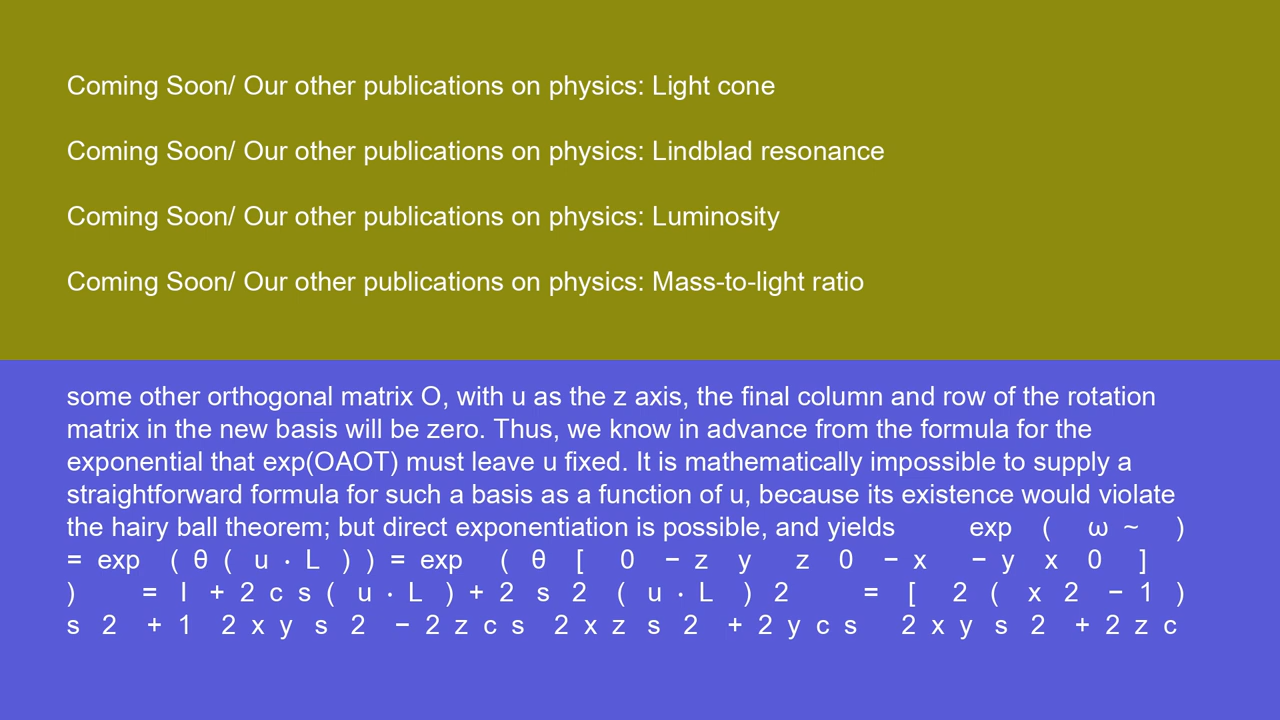 Coming Soon/ Our other publications on physics: Light cone
Coming Soon/ Our other publications on physics: Lindblad resonance
Coming Soon/ Our other publications on physics: Luminosity
Coming Soon/ Our other publications on physics: Mass-to-light ratio
some other orthogonal matrix O, with u as the z axis, the final column and row of the rotation
matrix in the new basis will be zero. Thus, we know in advance from the formula for the
exponential that exp(OAOT) must leave u fixed. It is mathematically impossible to supply a
straightforward formula for such a basis as a function of u, because its existence would violate
the hairy ball theorem; but direct exponentiation is possible, and yields exp ( ω ~ )
= exp ( θ ( u · L ) ) = exp ( θ [ 0 − z y z 0 − x − y x 0 ]
) = I + 2 c s ( u · L ) + 2 s 2 ( u · L ) 2 = [ 2 ( x 2 − 1 )
s 2 + 1 2 x y s 2 − 2 z c s 2 x z s 2 + 2 y c s 2 x y s 2 + 2 z c